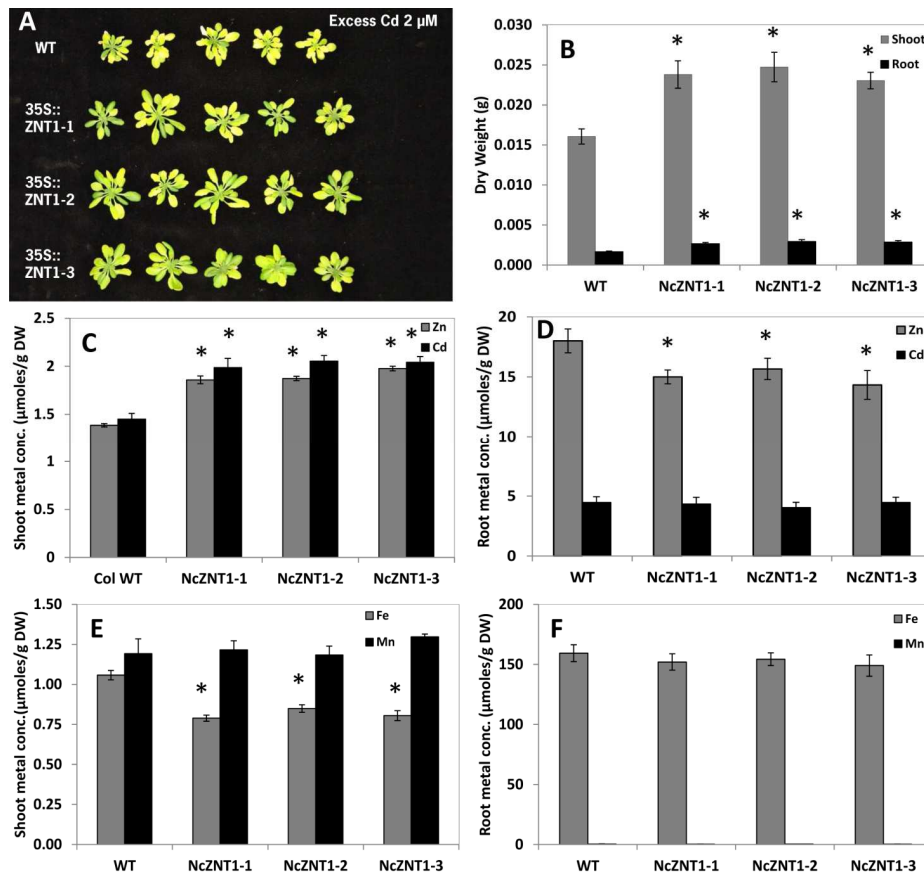 A
Excess Cd 2 µM
WT
35S::
ZNT1-1
35S::
ZNT1-2
35S::
ZNT1-3
B
Shoot
Root
Dry Weight (g)
0.030
0.025
0.020
0.015
0.010
0.005
0.000
* * *
* * *
WT NcZNT1-1 NcZNT1-2 NcZNT1-3
C
Zn
Cd
Shoot metal conc. (µmoles/g DW)
2.5
2
1.5
1
0.5
0
* * * * * *
Col WT NcZNT1-1 NcZNT1-2 NcZNT1-3
D
Zn
Cd
Root metal conc. (µmoles/g DW)
20
15
10
5
0
* * *
WT NcZNT1-1 NcZNT1-2 NcZNT1-3
E
Fe
Mn
Shoot metal conc.(µmoles/g DW)
1.50
1.25
1.00
0.75
0.50
0.25
0.00
* * *
WT NcZNT1-1 NcZNT1-2 NcZNT1-3
F
Fe
Mn
Root metal conc. (µmoles/g DW)
200
150
100
50
0
WT NcZNT1-1 NcZNT1-2 NcZNT1-3